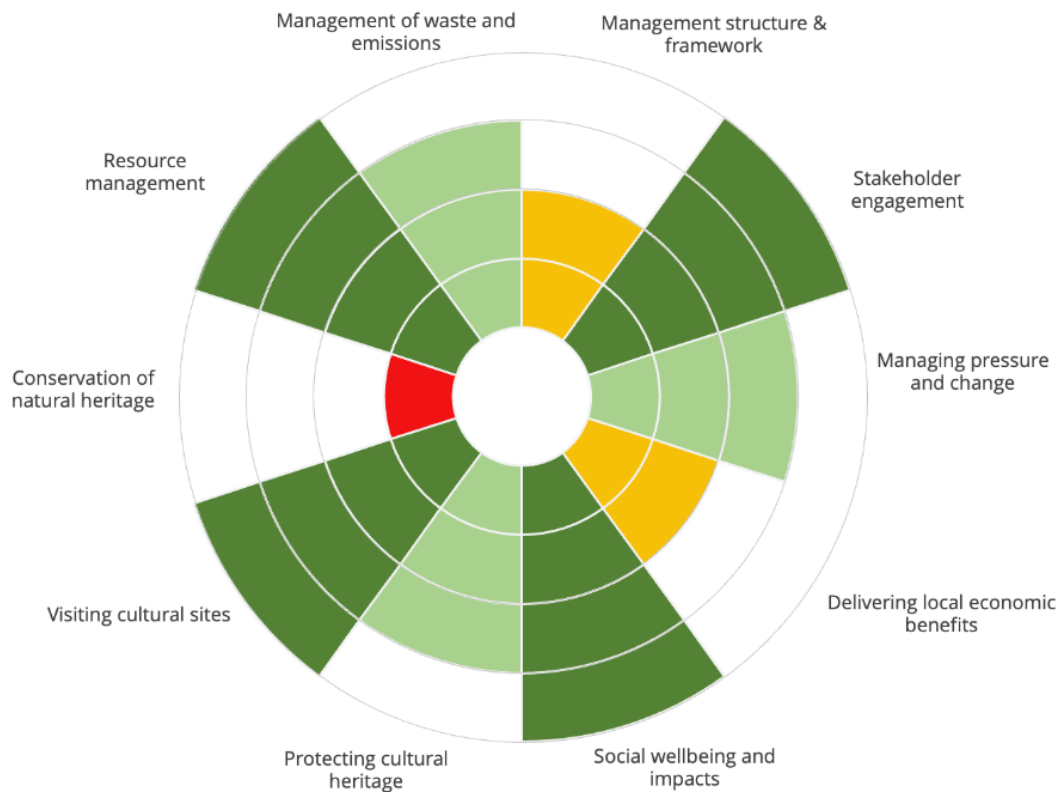 Management of waste and
emissions
Management structure &
framework
Resource
management
Stakeholder
engagement
Conservation of
natural heritage
Managing pressure
and change
Visiting cultural sites
Delivering local economic
benefits
Protecting cultural
heritage
Social wellbeing and
impacts